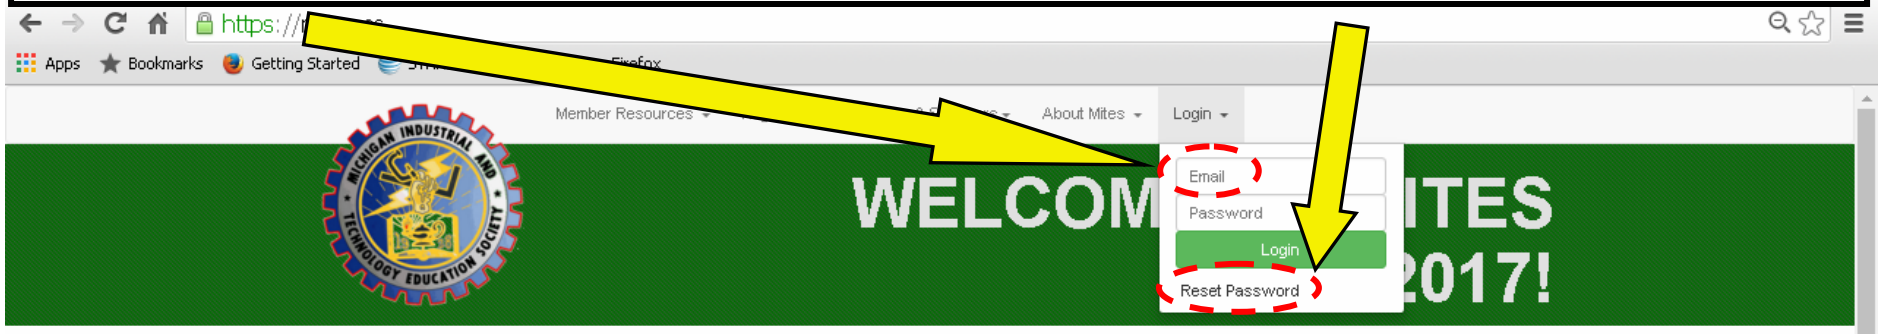 https://
Apps Bookmarks Getting Started Firefox
Member Resources About Mites Login
MICHIGAN INDUSTRIAL AND TECHNOLOGY EDUCATION SOCIETY
Email
WELCOM ITES
Password
Login
2017!
Reset Password